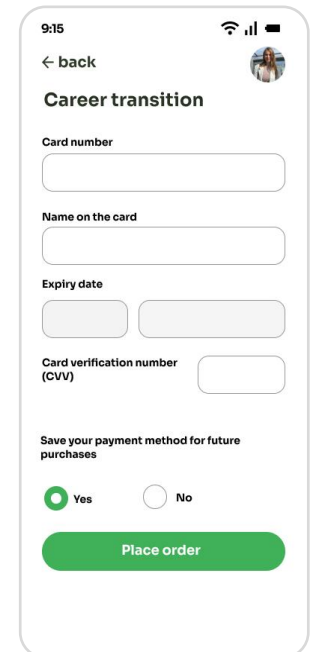 9:15
← back
Career transition
Card number
Name on the card
Expiry date
Card verification number
(CVV)
Save your payment method for future
purchases
Yes No
Place order